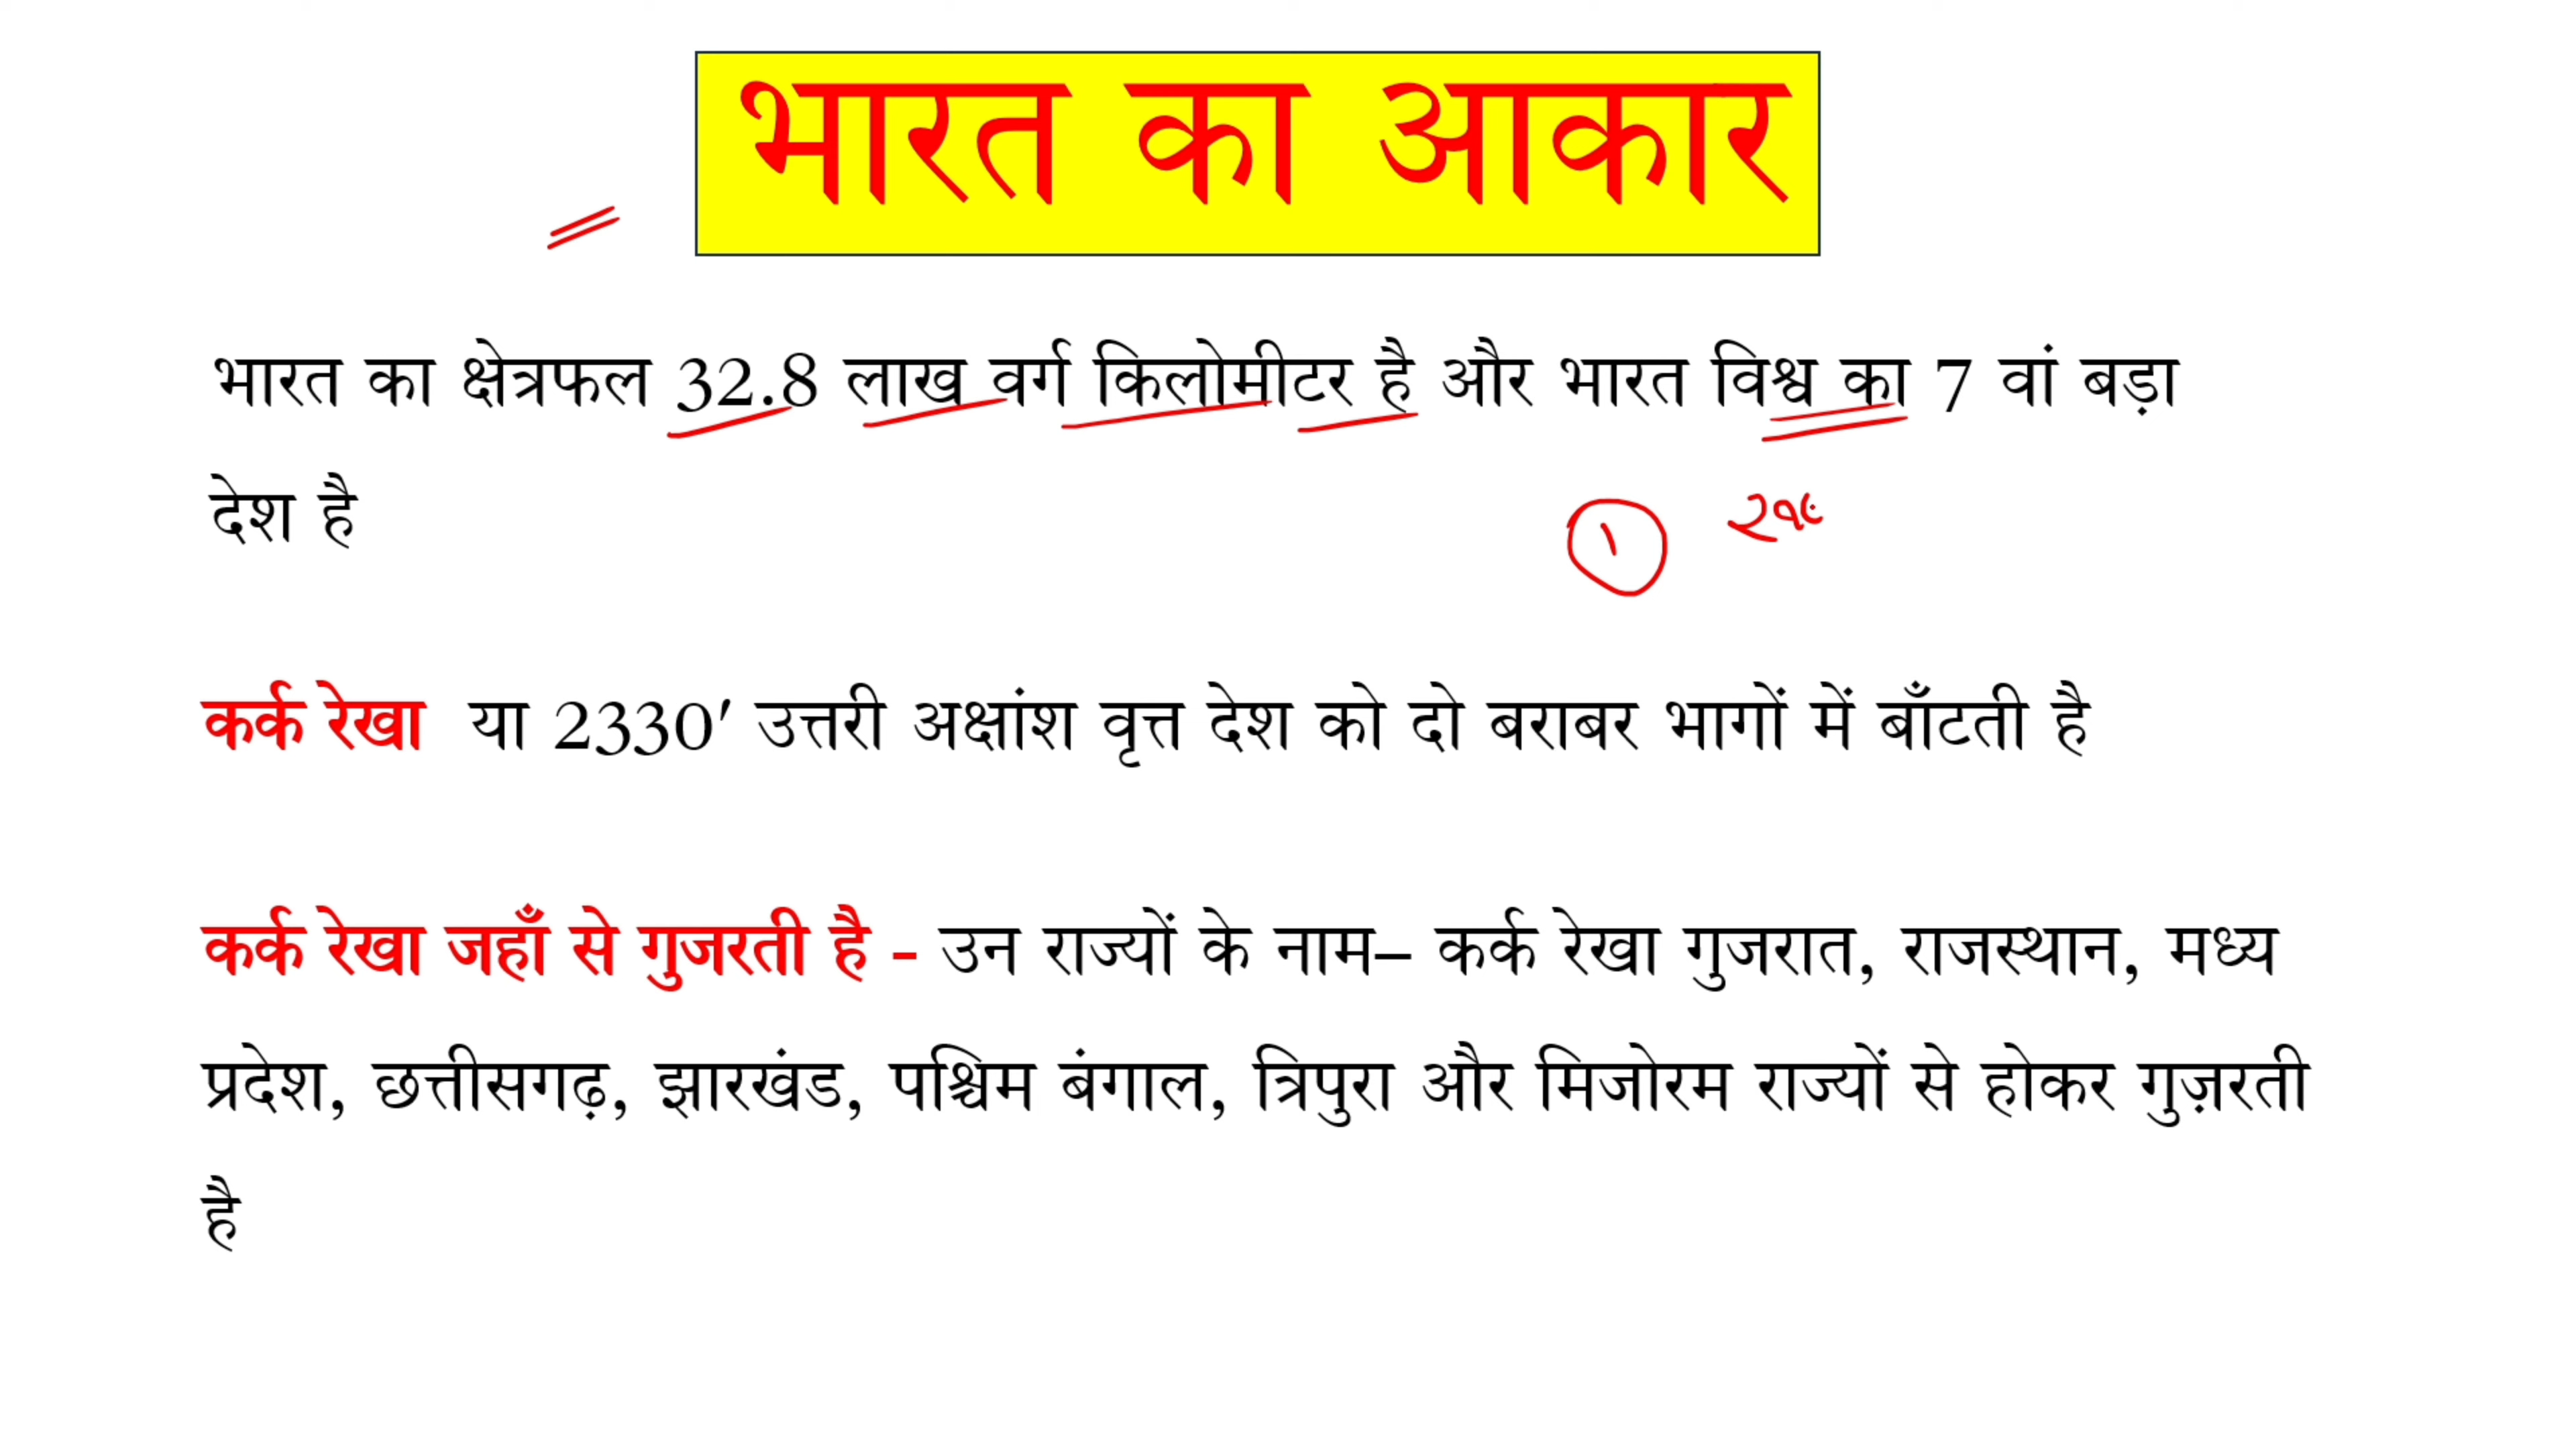 भारत का आकार
भारत का क्षेत्रफल 32.8 लाख वर्ग किलोमीटर है और भारत विश्व का 7 वां बड़ा
देश है
कर्क रेखा या 2330′ उत्तरी अक्षांश वृत्त देश को दो बराबर भागों में बाँटती है
कर्क रेखा जहाँ से गुजरती है - उन राज्यों के नाम– कर्क रेखा गुजरात, राजस्थान, मध्य
प्रदेश, छत्तीसगढ़, झारखंड, पश्चिम बंगाल, त्रिपुरा और मिजोरम राज्यों से होकर गुज़रती
है